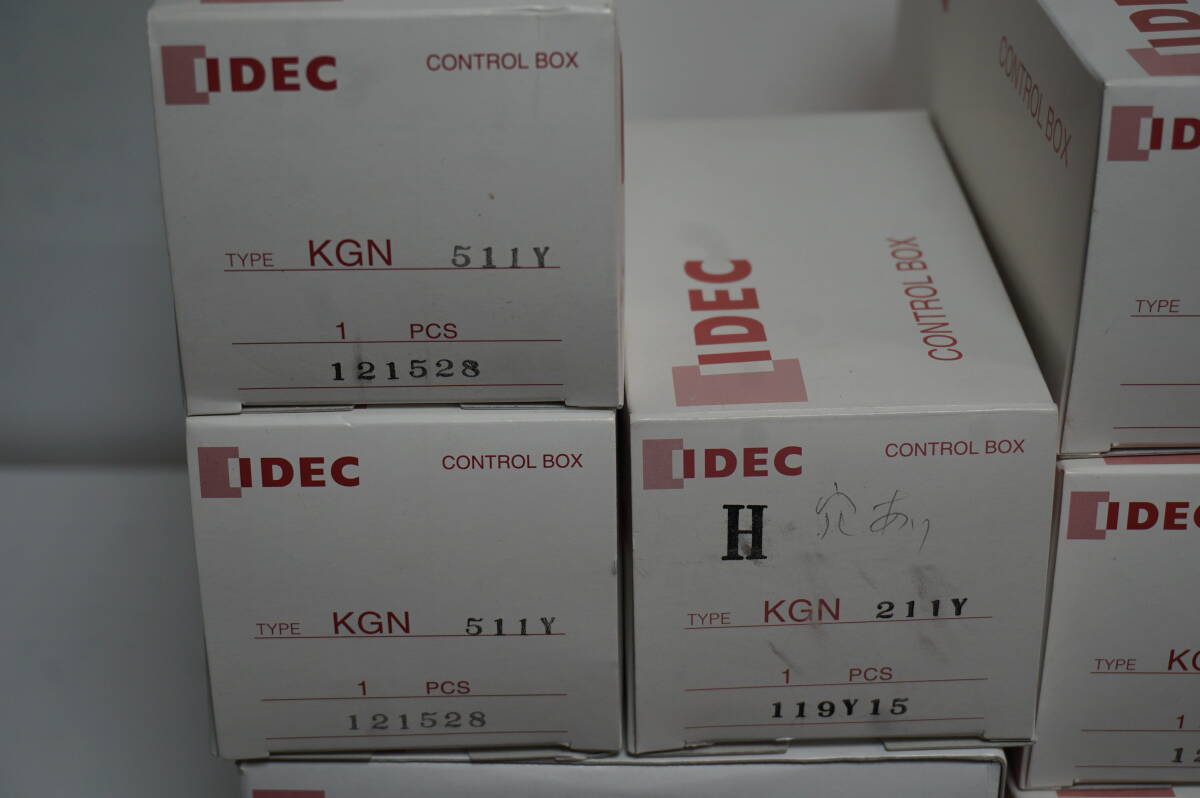 IDEC CONTROL BOX
TYPE KGN 511Y
1 PCS
121528
IDEC CONTROL BOX
TYPE KGN 511Y
1 PCS
121528
IDEC
CONTROL BOX
IDEC CONTROL BOX
H 穴あり
TYPE KGN 211Y
1 PCS
119Y15
CONTROL BOX
TYPE
IDEC
TYPE
1